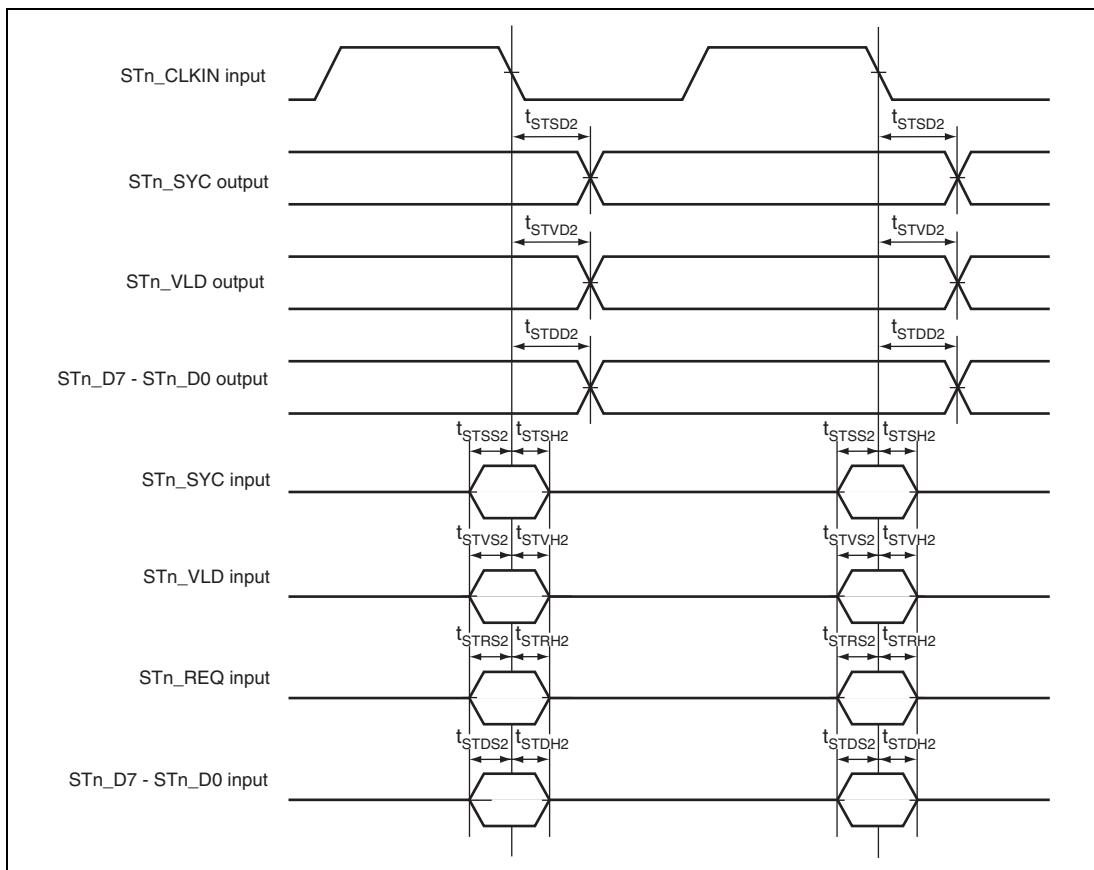 STn_CLKIN input
tSTSD2 tSTSD2
STn_SYC output
tSTVD2 tSTVD2
STn_VLD output
tSTDD2 tSTDD2
STn_D7 - STn_D0 output
tSTSS2 tSTSH2 tSTSS2 tSTSH2
STn_SYC input
tSTVS2 tSTVH2 tSTVS2 tSTVH2
STn_VLD input
tSTRS2 tSTRH2 tSTRS2 tSTRH2
STn_REQ input
tSTDS2 tSTDH2 tSTDS2 tSTDH2
STn_D7 - STn_D0 input